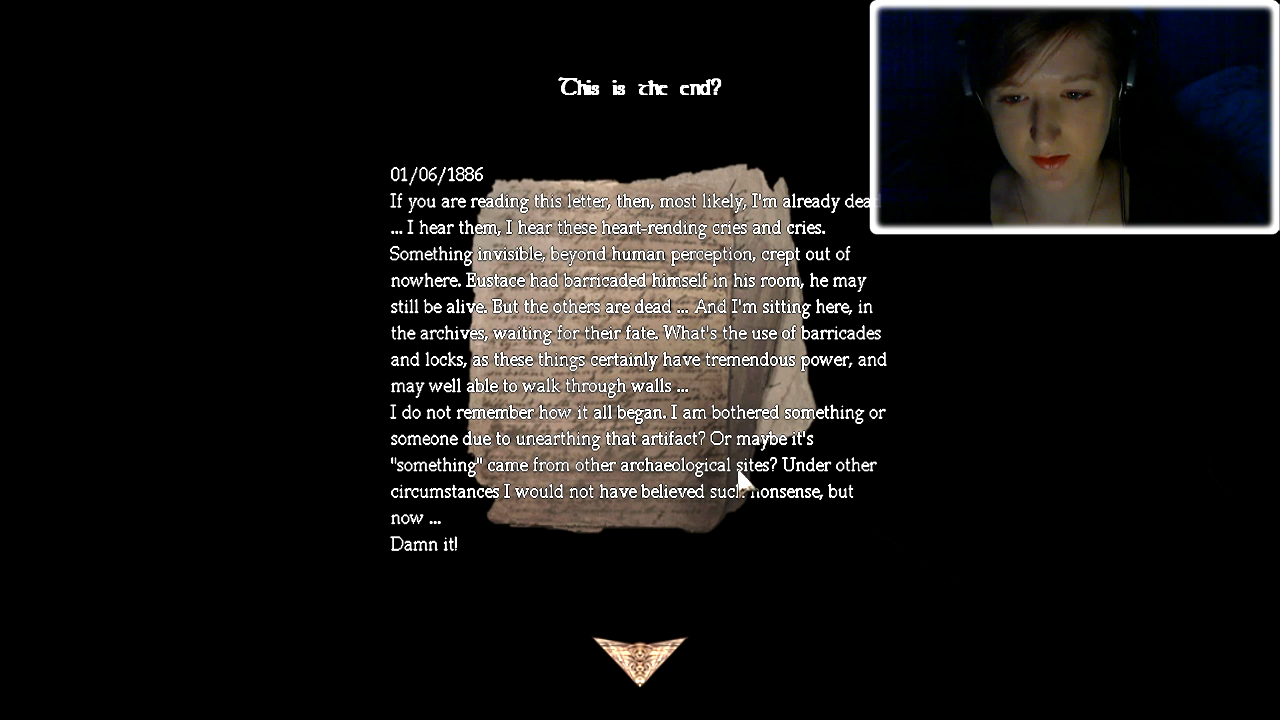 This is the end?
01/06/1886
If you are reading this letter, then, most likely, I'm already dead
... I hear them, I hear these heart-rending cries and cries.
Something invisible, beyond human perception, crept out of
nowhere. Eustace had barricaded himself in his room, he may
still be alive. But the others are dead ... And I'm sitting here, in
the archives, waiting for their fate. What's the use of barricades
and locks, as these things certainly have tremendous power, and
may well able to walk through walls ...
I do not remember how it all began. I am bothered something or
someone due to unearthing that artifact? Or maybe it's
"something" came from other archaeological sites? Under other
circumstances I would not have believed such nonsense, but
now ...
Damn it!